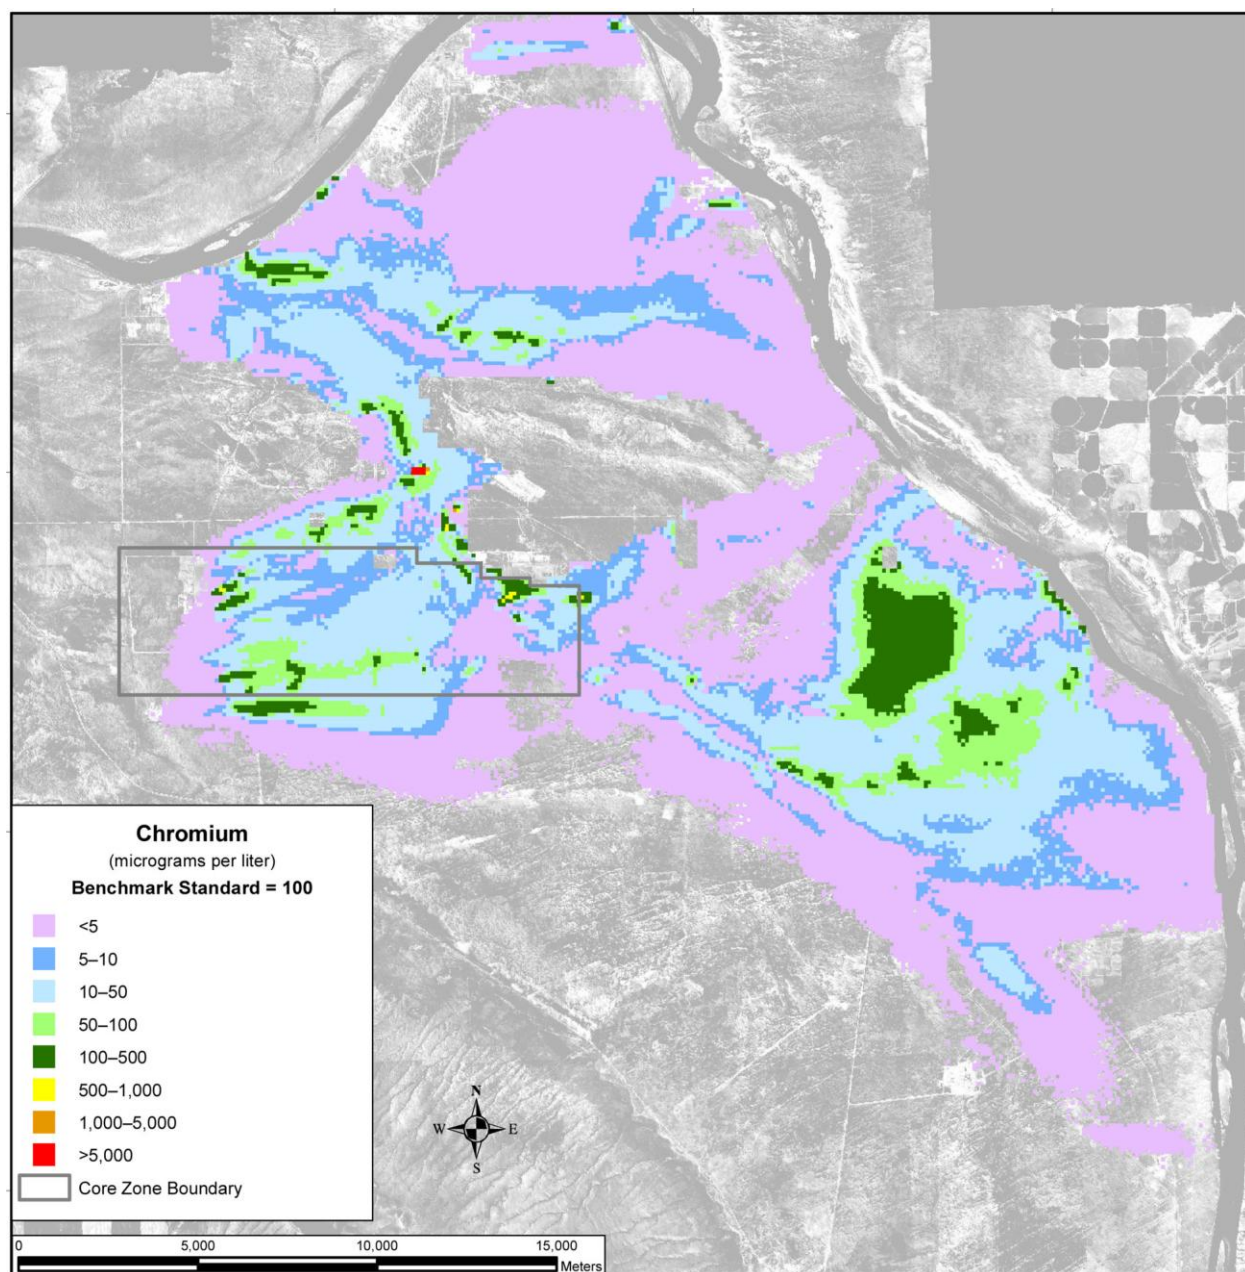 Chromium
(micrograms per liter)
Benchmark Standard = 100
<5
5–10
10–50
50–100
100–500
500–1,000
1,000–5,000
>5,000
Core Zone Boundary
N
W E
S
0 5,000 10,000 15,000
Meters